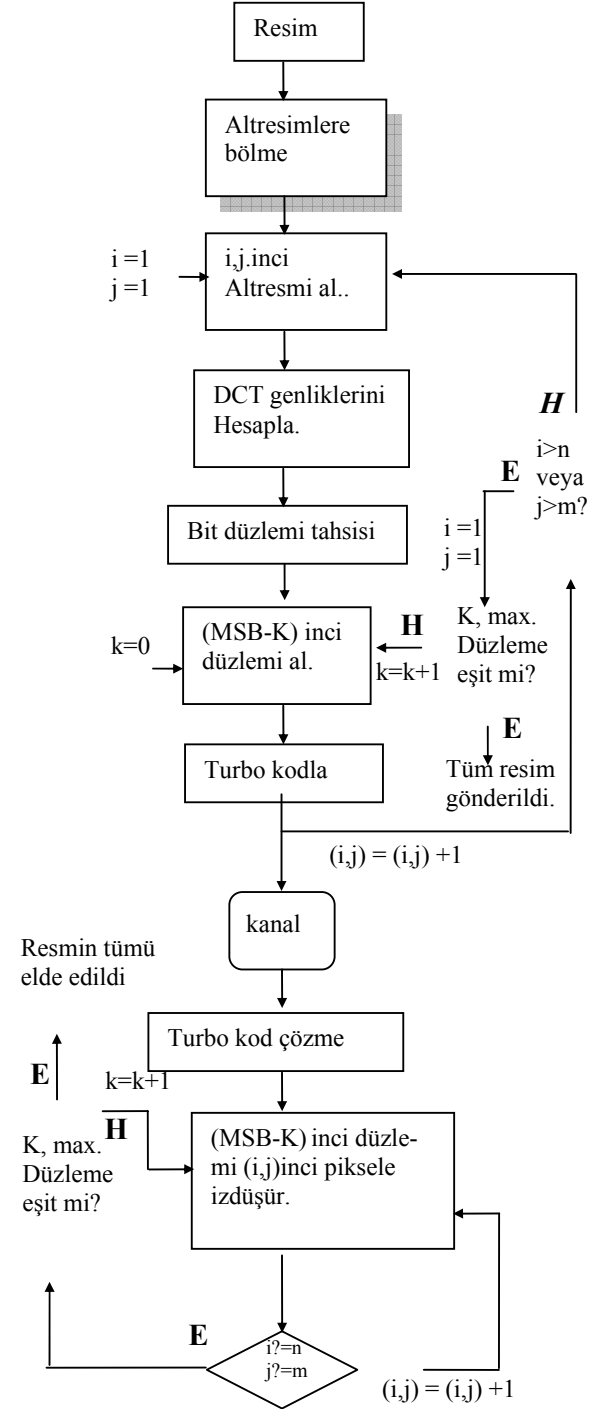 Resim
Altresimlere
bölme
i =1
j =1
i,j.inci
Altresmi al..
DCT genliklerini
Hesapla.
H
i>n
veya
j>m?
E
i =1
j =1
Bit düzlemi tahsisi
k=0
(MSB-K) inci
düzlemi al.
H
k=k+1
K, max.
Düzleme
eşit mi?
E
Tüm resim
gönderildi.
Turbo kodla
(i,j) = (i,j) +1
kanal
Resmin tümü
elde edildi
Turbo kod çözme
E
k=k+1
H
K, max.
Düzleme
eşit mi?
(MSB-K) inci düzle-
mi (i,j)inci piksele
izdüşür.
E
i?=n
j?=m
(i,j) = (i,j) +1